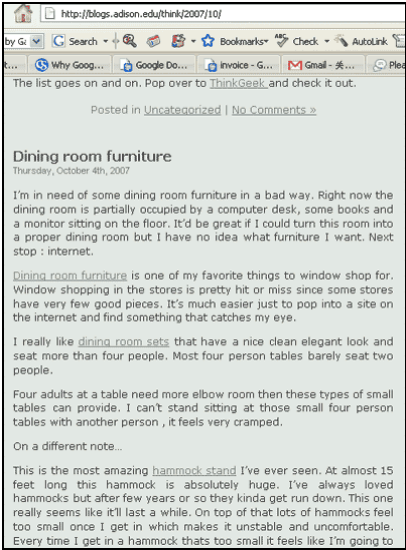 http://blogs.adison.edu/think/2007/10/
Search
Bookmarks
Check
AutoLink
t...
Why Goog...
Google Do...
invoice - G...
Gmail - 关...
The list goes on and on. Pop over to ThinkGeek and check it out.
Posted in Uncategorized | No Comments »
Dining room furniture
Thursday, October 4th, 2007
I'm in need of some dining room furniture in a bad way. Right now the
dining room is partially occupied by a computer desk, some books and
a monitor sitting on the floor. It'd be great if I could turn this room into
a proper dining room but I have no idea what furniture I want. Next
stop : internet.
Dining room furniture is one of my favorite things to window shop for.
Window shopping in the stores is pretty hit or miss since some stores
have very few good pieces. It's much easier just to pop into a site on
the internet and find something that catches my eye.
I really like dining room sets that have a nice clean elegant look and
seat more than four people. Most four person tables barely seat two
people.
Four adults at a table need more elbow room then these types of small
tables can provide. I can't stand sitting at those small four person
tables with another person , it feels very cramped.
On a different note...
This is the most amazing hammock stand I've ever seen. At almost 15
feet long this hammock is absolutely huge. I've always loved
hammocks but after few years or so they kinda get run down. This one
really seems like it'll last a while. On top of that lots of hammocks feel
too small once I get in which makes it unstable and uncomfortable.
Every time I get in a hammock thats too small it feels like I'm going to